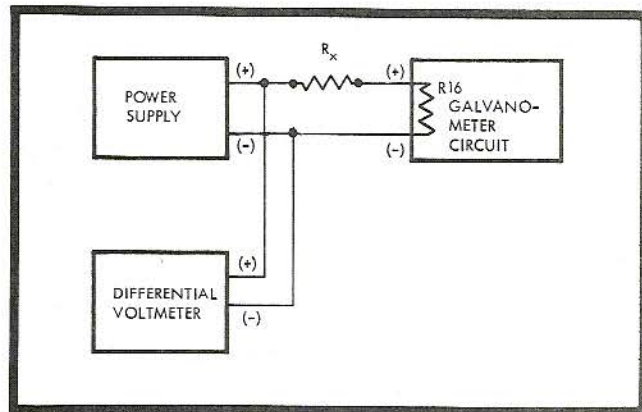 Rx
(+)
(+)
POWER
SUPPLY
R16
GALVANO-
METER
CIRCUIT
(-)
(-)
(+)
DIFFERENTIAL
VOLTMETER
(-)